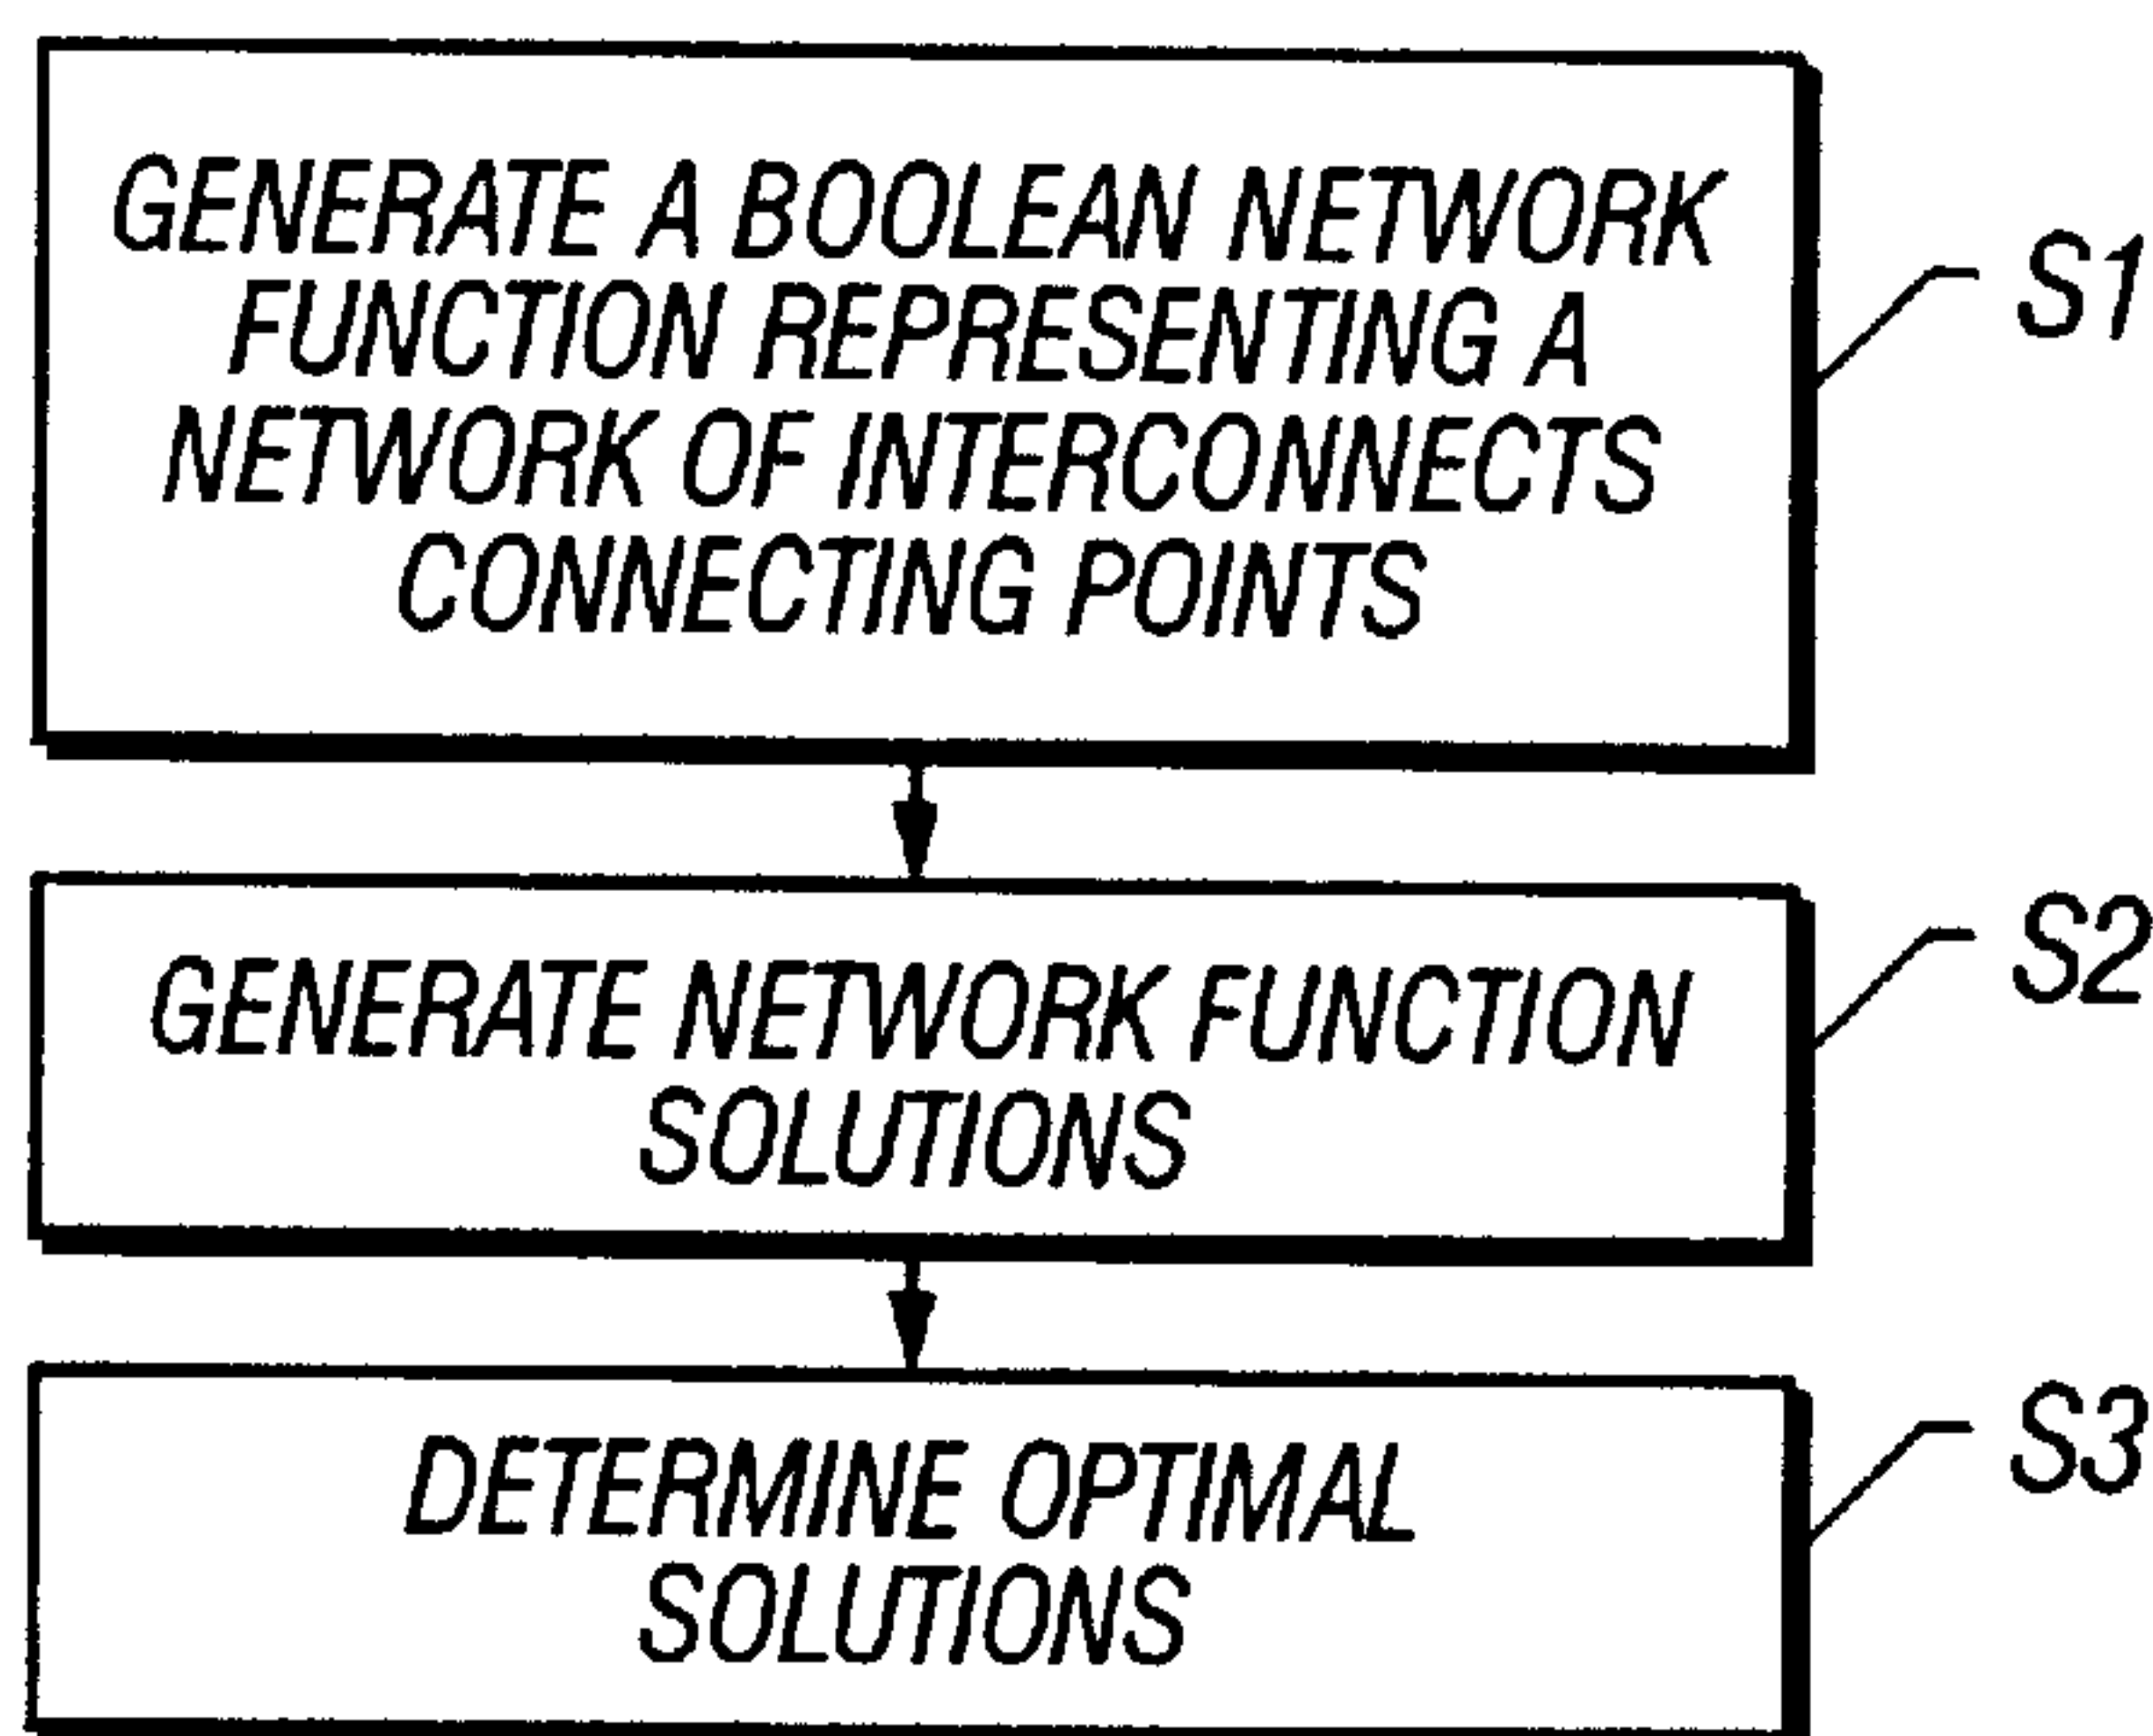 GENERATE A BOOLEAN NETWORK
FUNCTION REPRESENTING A
NETWORK OF INTERCONNECTS
CONNECTING POINTS
S1
GENERATE NETWORK FUNCTION
SOLUTIONS
S2
DETERMINE OPTIMAL
SOLUTIONS
S3